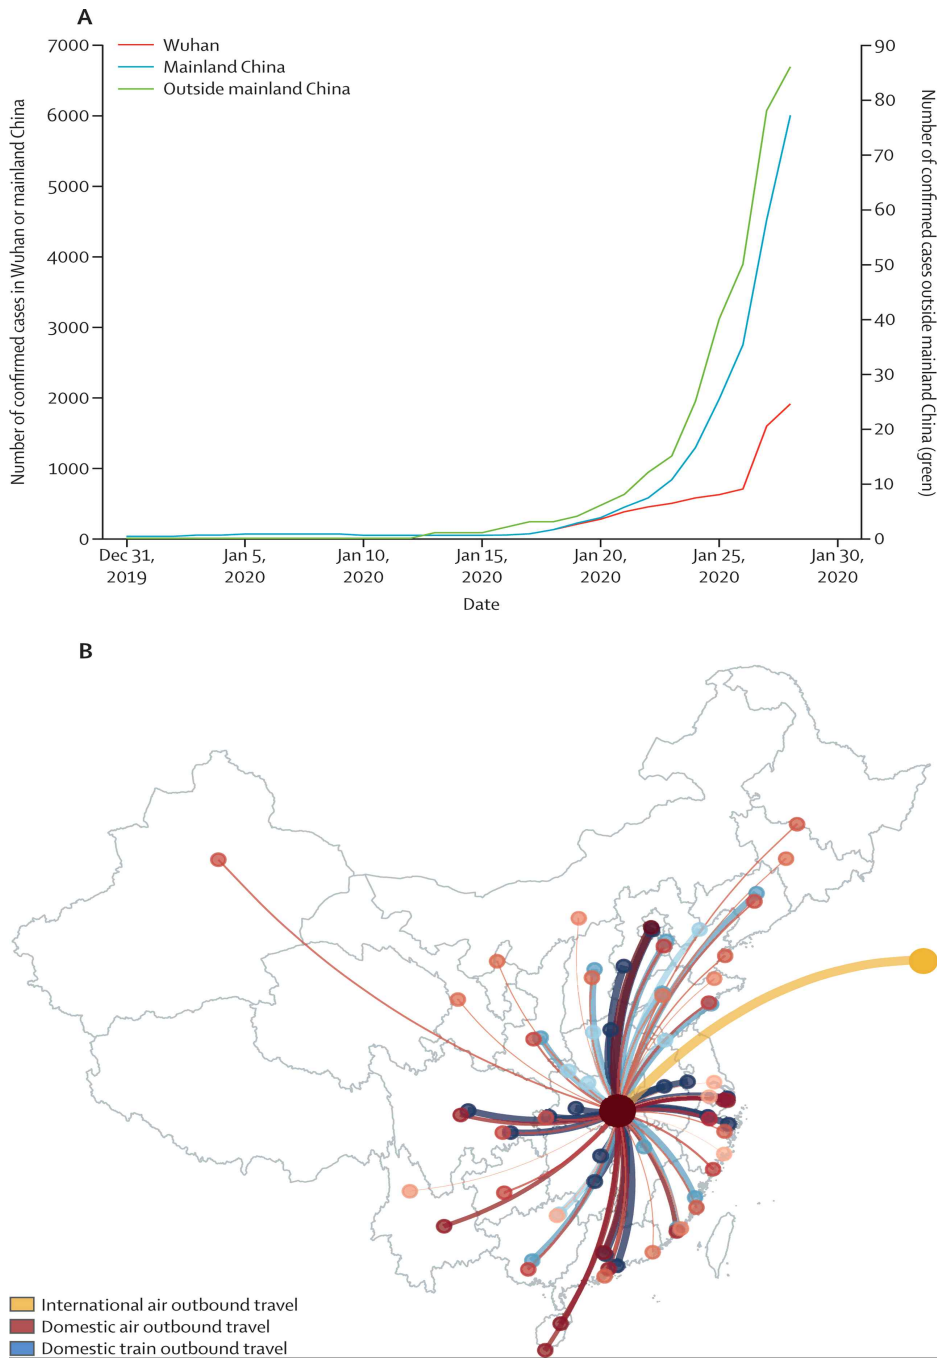 A
Wuhan
Mainland China
Outside mainland China
Number of confirmed cases in Wuhan or mainland China
7000
6000
5000
4000
3000
2000
1000
0
Number of confirmed cases outside mainland China (green)
90
80
70
60
50
40
30
20
10
0
Dec 31, 2019
Jan 5, 2020
Jan 10, 2020
Jan 15, 2020
Jan 20, 2020
Jan 25, 2020
Jan 30, 2020
Date
B
International air outbound travel
Domestic air outbound travel
Domestic train outbound travel